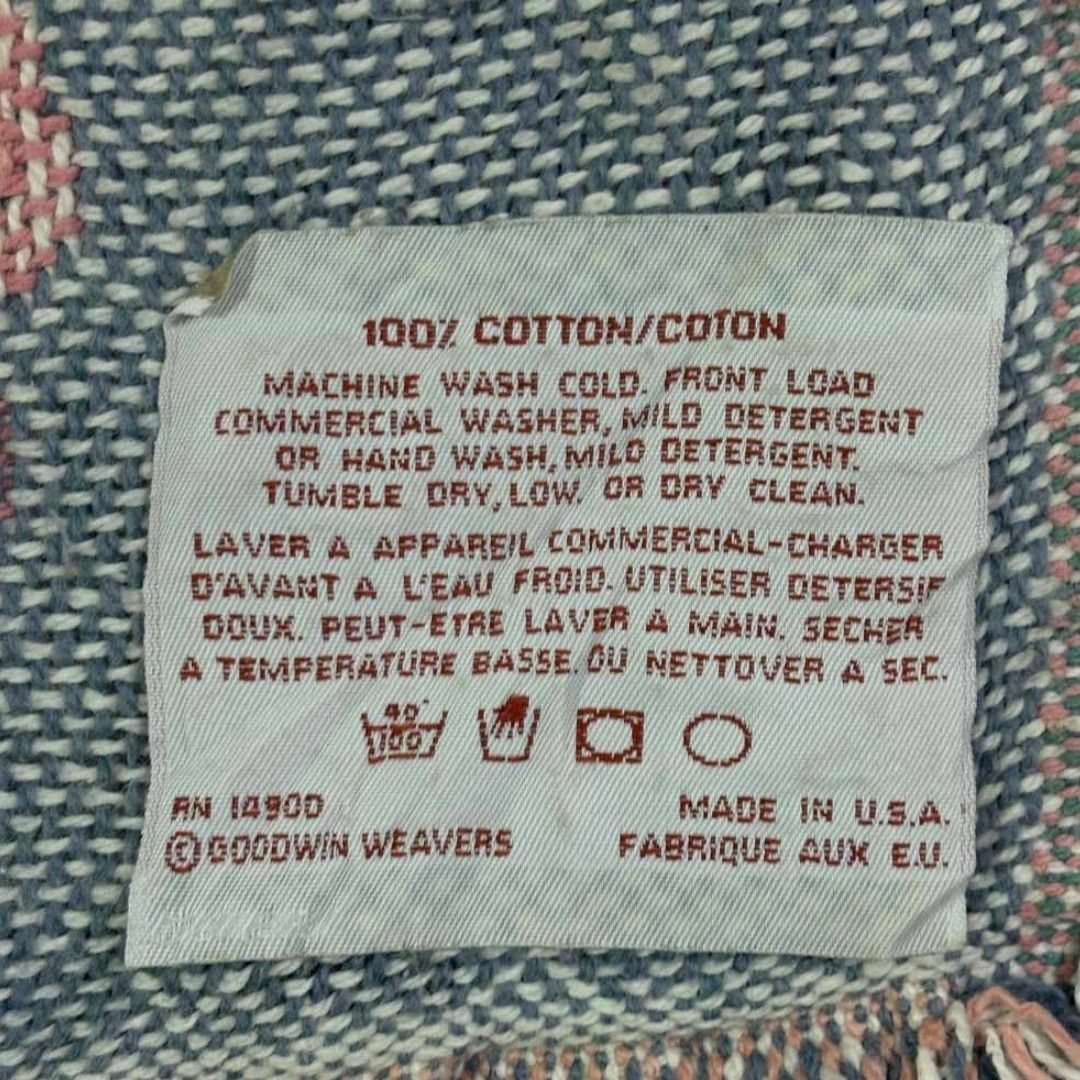 100% COTTON/COTON
MACHINE WASH COLD. FRONT LOAD
COMMERCIAL WASHER, MILD DETERGENT
OR HAND WASH, MILD DETERGENT.
TUMBLE DRY, LOW. OR DRY CLEAN.
LAVER A APPAREIL COMMERCIAL-CHARGER
D'AVANT A L'EAU FROID. UTILISER DETERSIF
DOUX. PEUT-ETRE LAVER A MAIN. SECHER
A TEMPERATURE BASSE. OU NETTOYER A SEC.
40°
100°
RN 14900
MADE IN U.S.A.
©GOODWIN WEAVERS
FABRIQUE AUX E.U.